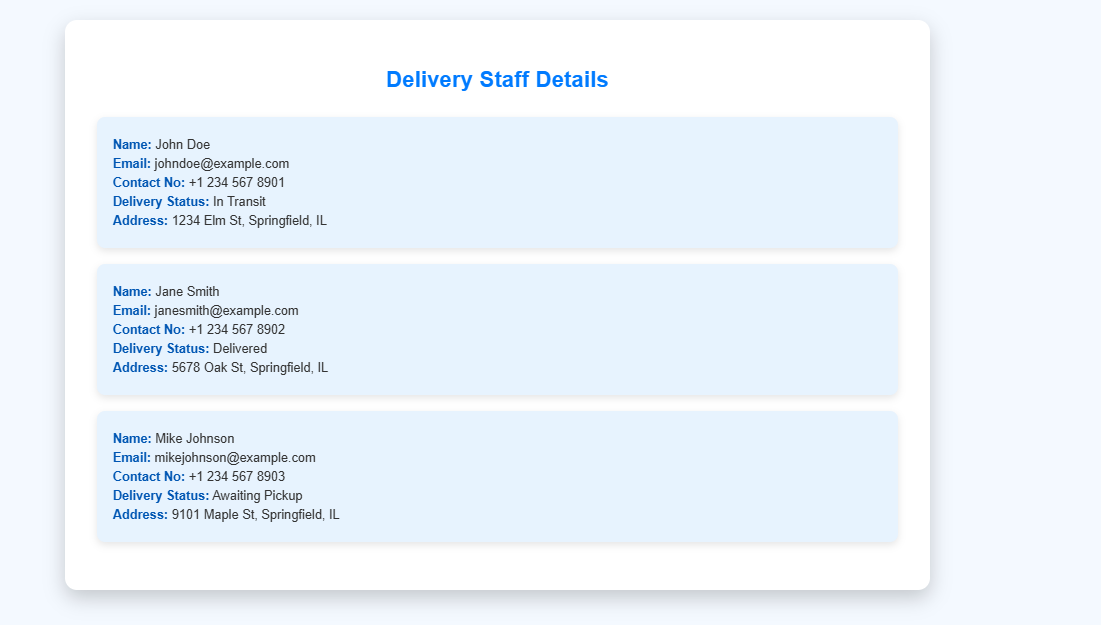 Delivery Staff Details
Name: John Doe
Email: johndoe@example.com
Contact No: +1 234 567 8901
Delivery Status: In Transit
Address: 1234 Elm St, Springfield, IL
Name: Jane Smith
Email: janesmith@example.com
Contact No: +1 234 567 8902
Delivery Status: Delivered
Address: 5678 Oak St, Springfield, IL
Name: Mike Johnson
Email: mikejohnson@example.com
Contact No: +1 234 567 8903
Delivery Status: Awaiting Pickup
Address: 9101 Maple St, Springfield, IL